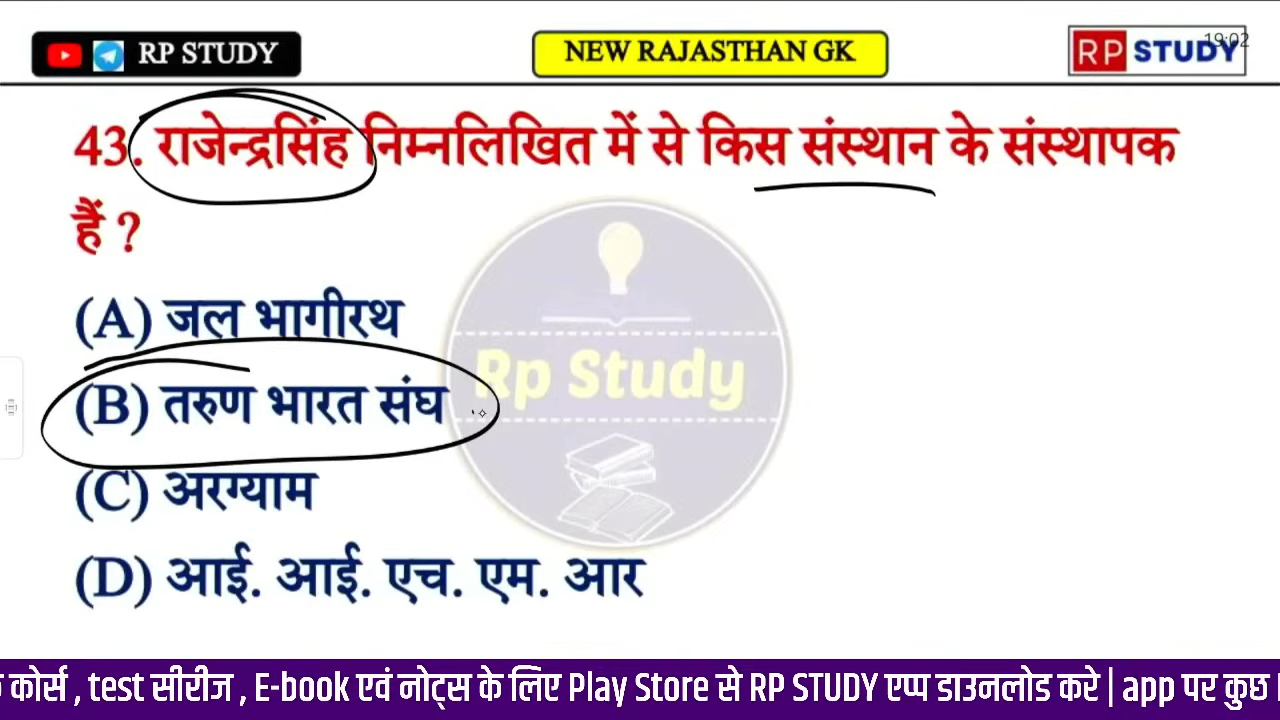 RP STUDY
NEW RAJASTHAN GK
RP STUDY
19:02
43. राजेन्द्रसिंह निम्नलिखित में से किस संस्थान के संस्थापक
हैं ?
(A) जल भागीरथ
(B) तरुण भारत संघ
(C) अरग्याम
(D) आई. आई. एच. एम. आर
Rp Study
कोर्स , test सीरीज , E-book एवं नोट्स के लिए Play Store से RP STUDY एप्प डाउनलोड करे | app पर कुछ